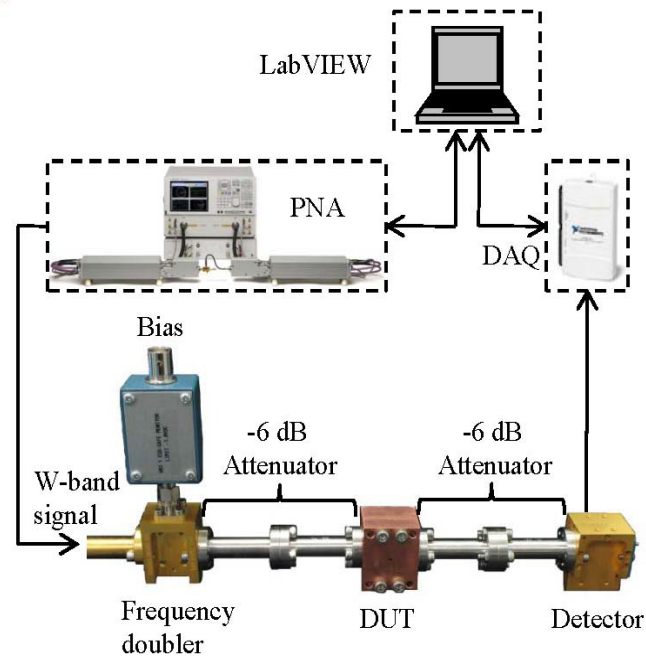 LabVIEW
PNA
DAQ
Bias
-6 dB
Attenuator
-6 dB
Attenuator
W-band
signal
Frequency
doubler
DUT
Detector